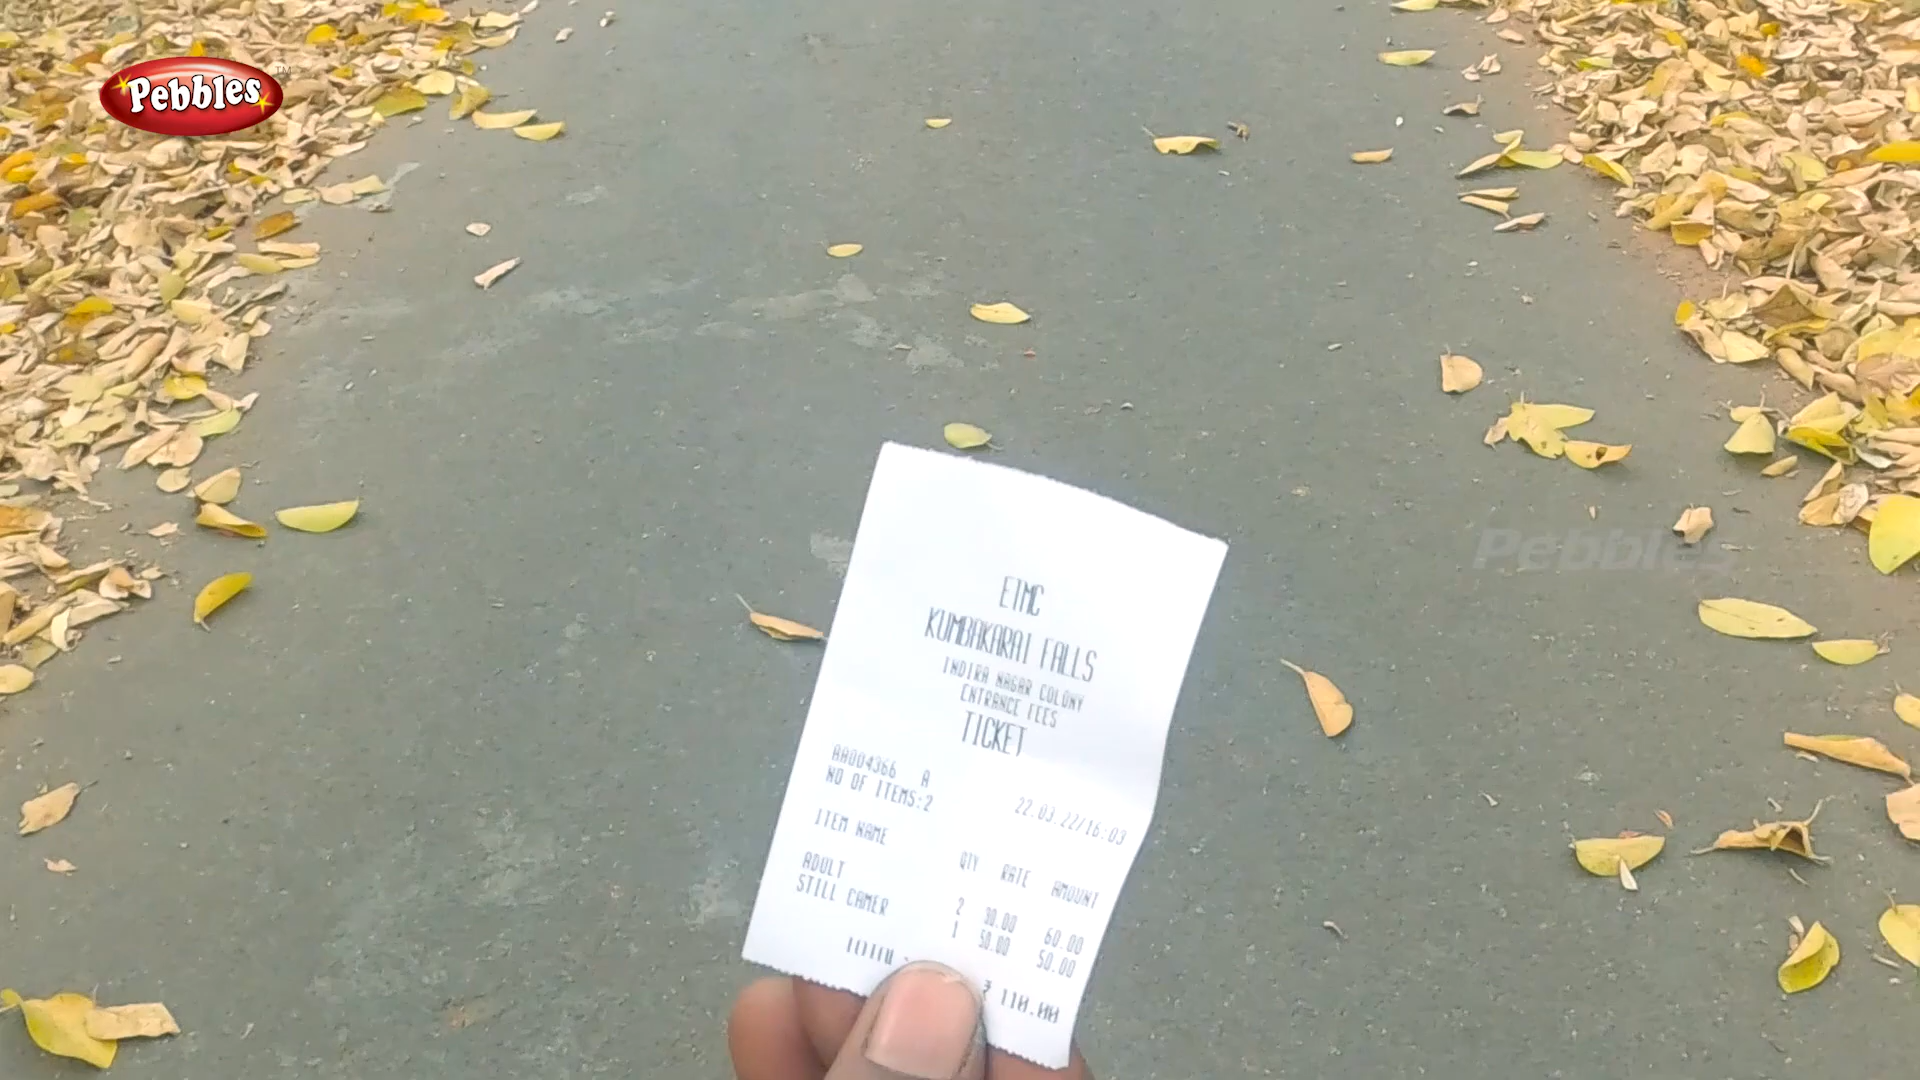 Pebbles™
Pebbles
ETMC
KUMBAKARAI FALLS
INDIRA NAGAR COLONY
ENTRANCE FEES
TICKET
AA004366 A
NO OF ITEMS:2
22.03.22/16:03
ITEM NAME
QTY RATE AMOUNT
ADULT 2 30.00 60.00
STILL CAMER 1 50.00 50.00
TOTAL ₹ 110.00